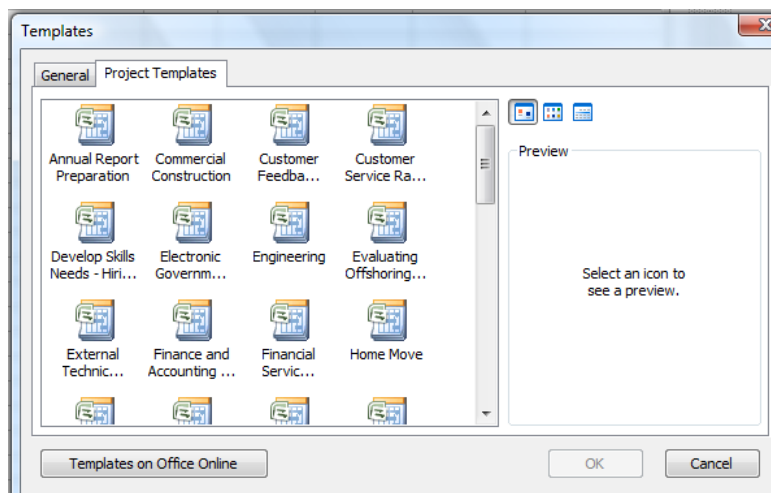 Templates
General
Project Templates
Annual Report
Preparation
Commercial
Construction
Customer
Feedba...
Customer
Service Ra...
Develop Skills
Needs - Hiri...
Electronic
Governm...
Engineering
Evaluating
Offshoring...
External
Technic...
Finance and
Accounting ...
Financial
Servic...
Home Move
Preview
Select an icon to
see a preview.
Templates on Office Online
OK
Cancel